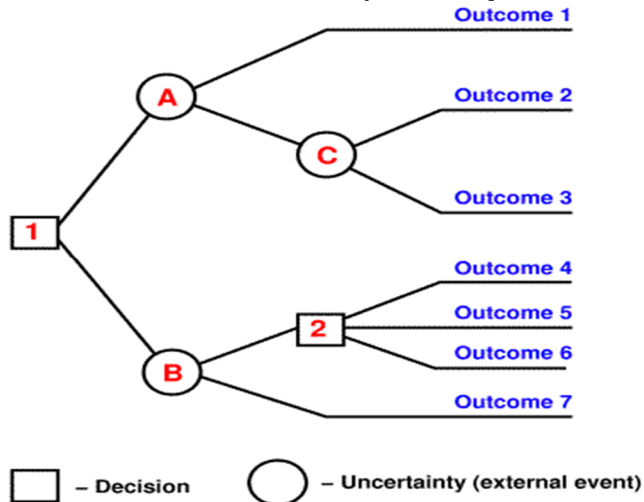 Outcome 1
A
Outcome 2
C
Outcome 3
1
Outcome 4
Outcome 5
2
Outcome 6
B
Outcome 7
– Decision
– Uncertainty (external event)